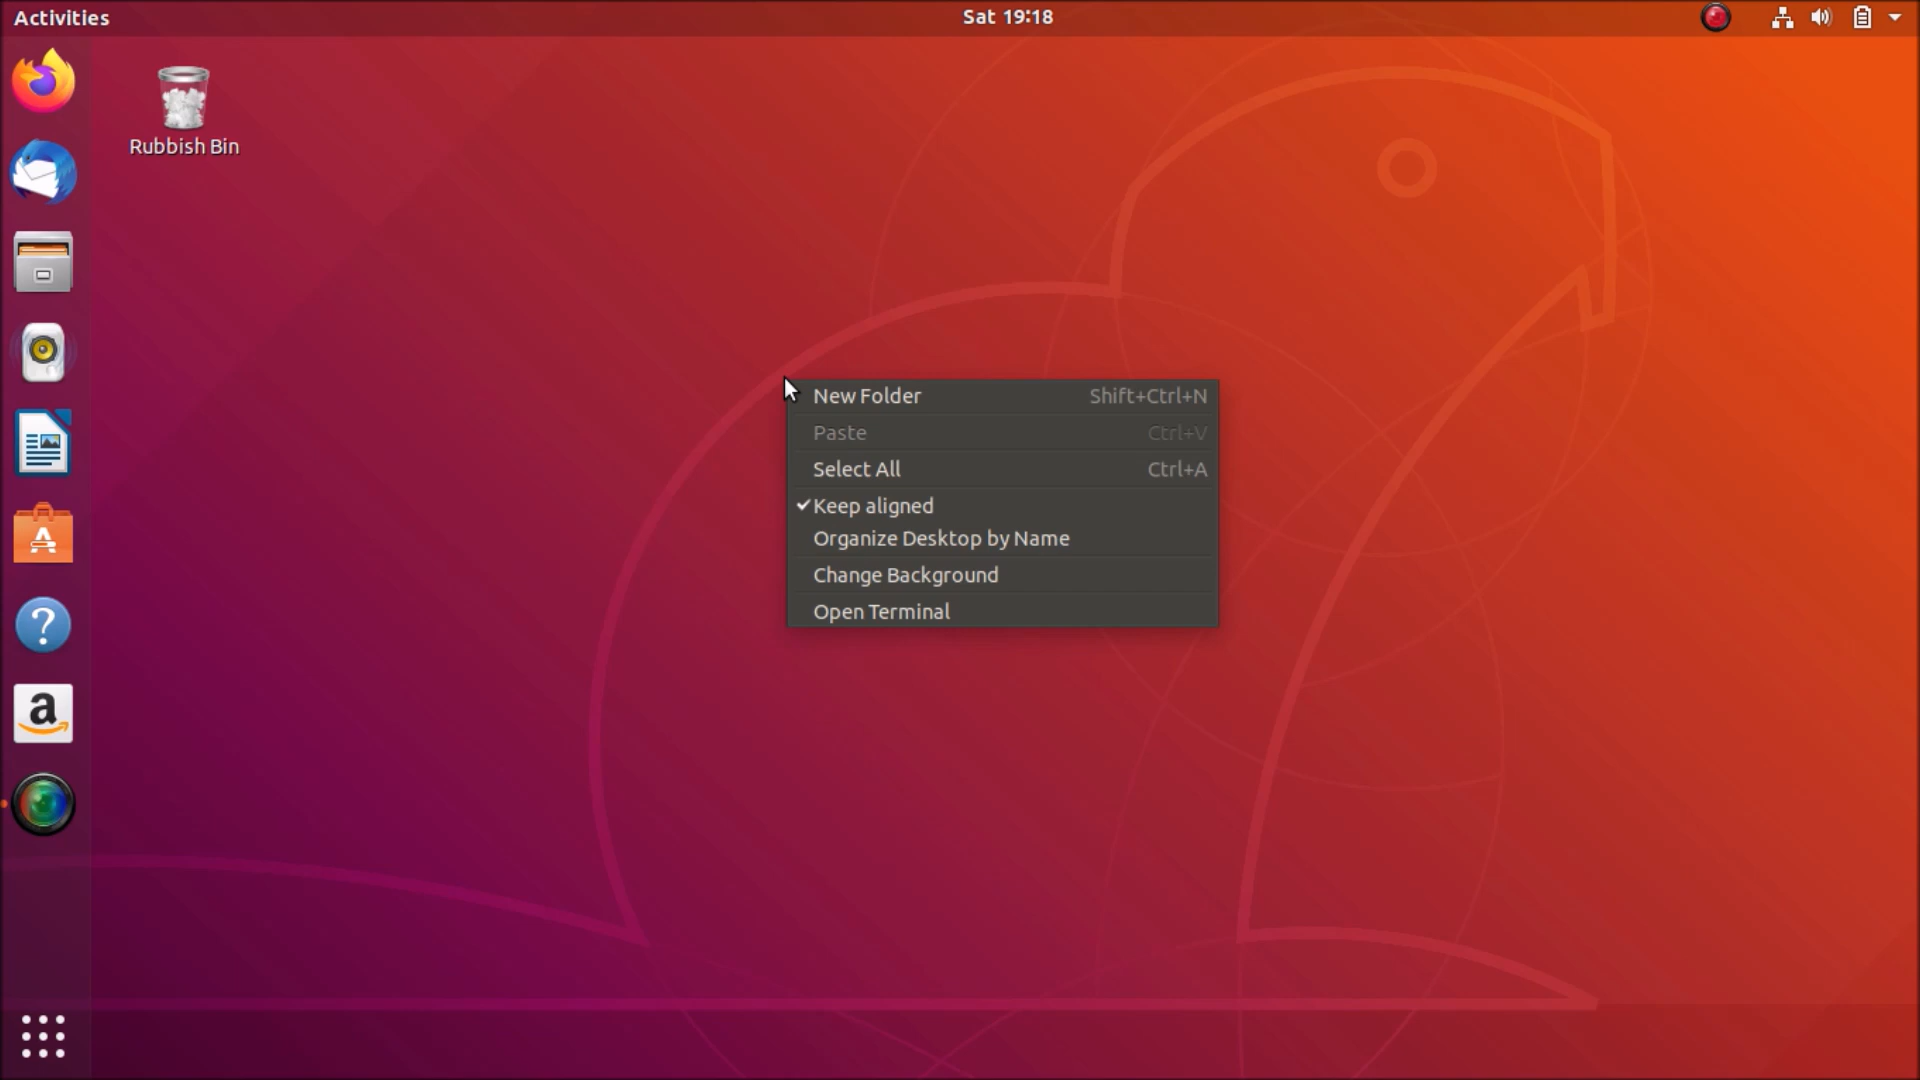 Activities
Sat 19:18
Rubbish Bin
New Folder Shift+Ctrl+N
Paste Ctrl+V
Select All Ctrl+A
✓Keep aligned
Organize Desktop by Name
Change Background
Open Terminal